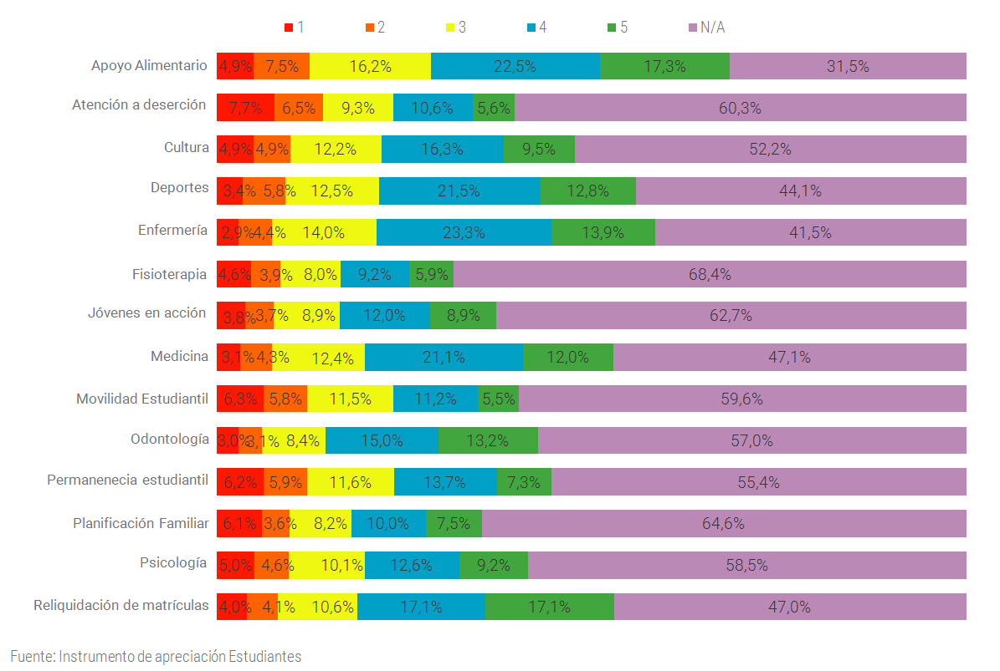 1 2 3 4 5 N/A
Apoyo Alimentario 4,9% 7,5% 16,2% 22,5% 17,3% 31,5%
Atención a deserción 7,7% 6,5% 9,3% 10,6% 5,6% 60,3%
Cultura 4,9% 4,9% 12,2% 16,3% 9,5% 52,2%
Deportes 3,4% 5,8% 12,5% 21,5% 12,8% 44,1%
Enfermería 2,9% 4,4% 14,0% 23,3% 13,9% 41,5%
Fisioterapia 4,6% 3,9% 8,0% 9,2% 5,9% 68,4%
Jóvenes en acción 3,8% 3,7% 8,9% 12,0% 8,9% 62,7%
Medicina 3,1% 4,3% 12,4% 21,1% 12,0% 47,1%
Movilidad Estudiantil 6,3% 5,8% 11,5% 11,2% 5,5% 59,6%
Odontología 3,0% 3,1% 8,4% 15,0% 13,2% 57,0%
Permanenecia estudiantil 6,2% 5,9% 11,6% 13,7% 7,3% 55,4%
Planificación Familiar 6,1% 3,6% 8,2% 10,0% 7,5% 64,6%
Psicología 5,0% 4,6% 10,1% 12,6% 9,2% 58,5%
Reliquidación de matrículas 4,0% 4,1% 10,6% 17,1% 17,1% 47,0%
Fuente: Instrumento de apreciación Estudiantes